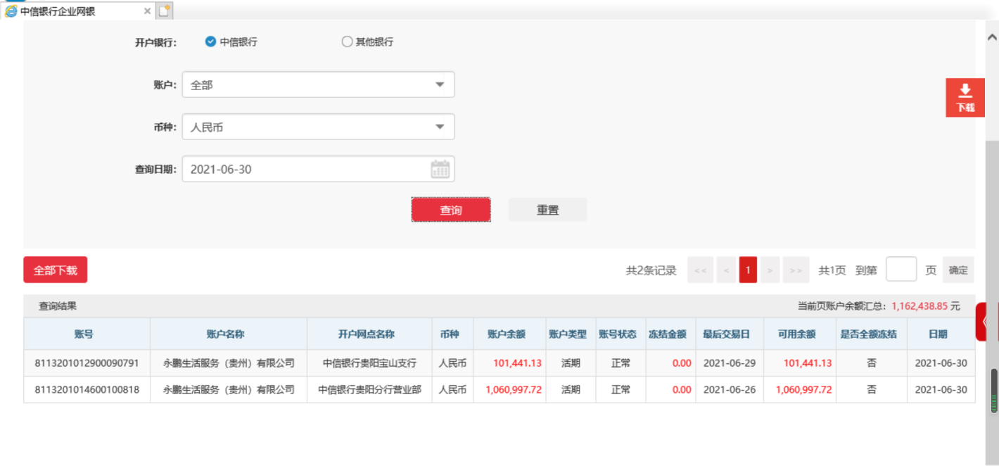 中信银行企业网银
开户银行: 中信银行 其他银行
账户: 全部
下载
币种: 人民币
查询日期: 2021-06-30
查询 重置
全部下载 共2条记录 << < 1 > >> 共1页 到第 页 确定
查询结果 当前页账户余额汇总: 1,162,438.85 元
账号 账户名称 开户网点名称 币种 账户余额 账户类型 账号状态 冻结金额 最后交易日 可用余额 是否全额冻结 日期
8113201012900090791 永鹏生活服务（贵州）有限公司 中信银行贵阳宝山支行 人民币 101,441.13 活期 正常 0.00 2021-06-29 101,441.13 否 2021-06-30
8113201014600100818 永鹏生活服务（贵州）有限公司 中信银行贵阳分行营业部 人民币 1,060,997.72 活期 正常 0.00 2021-06-26 1,060,997.72 否 2021-06-30